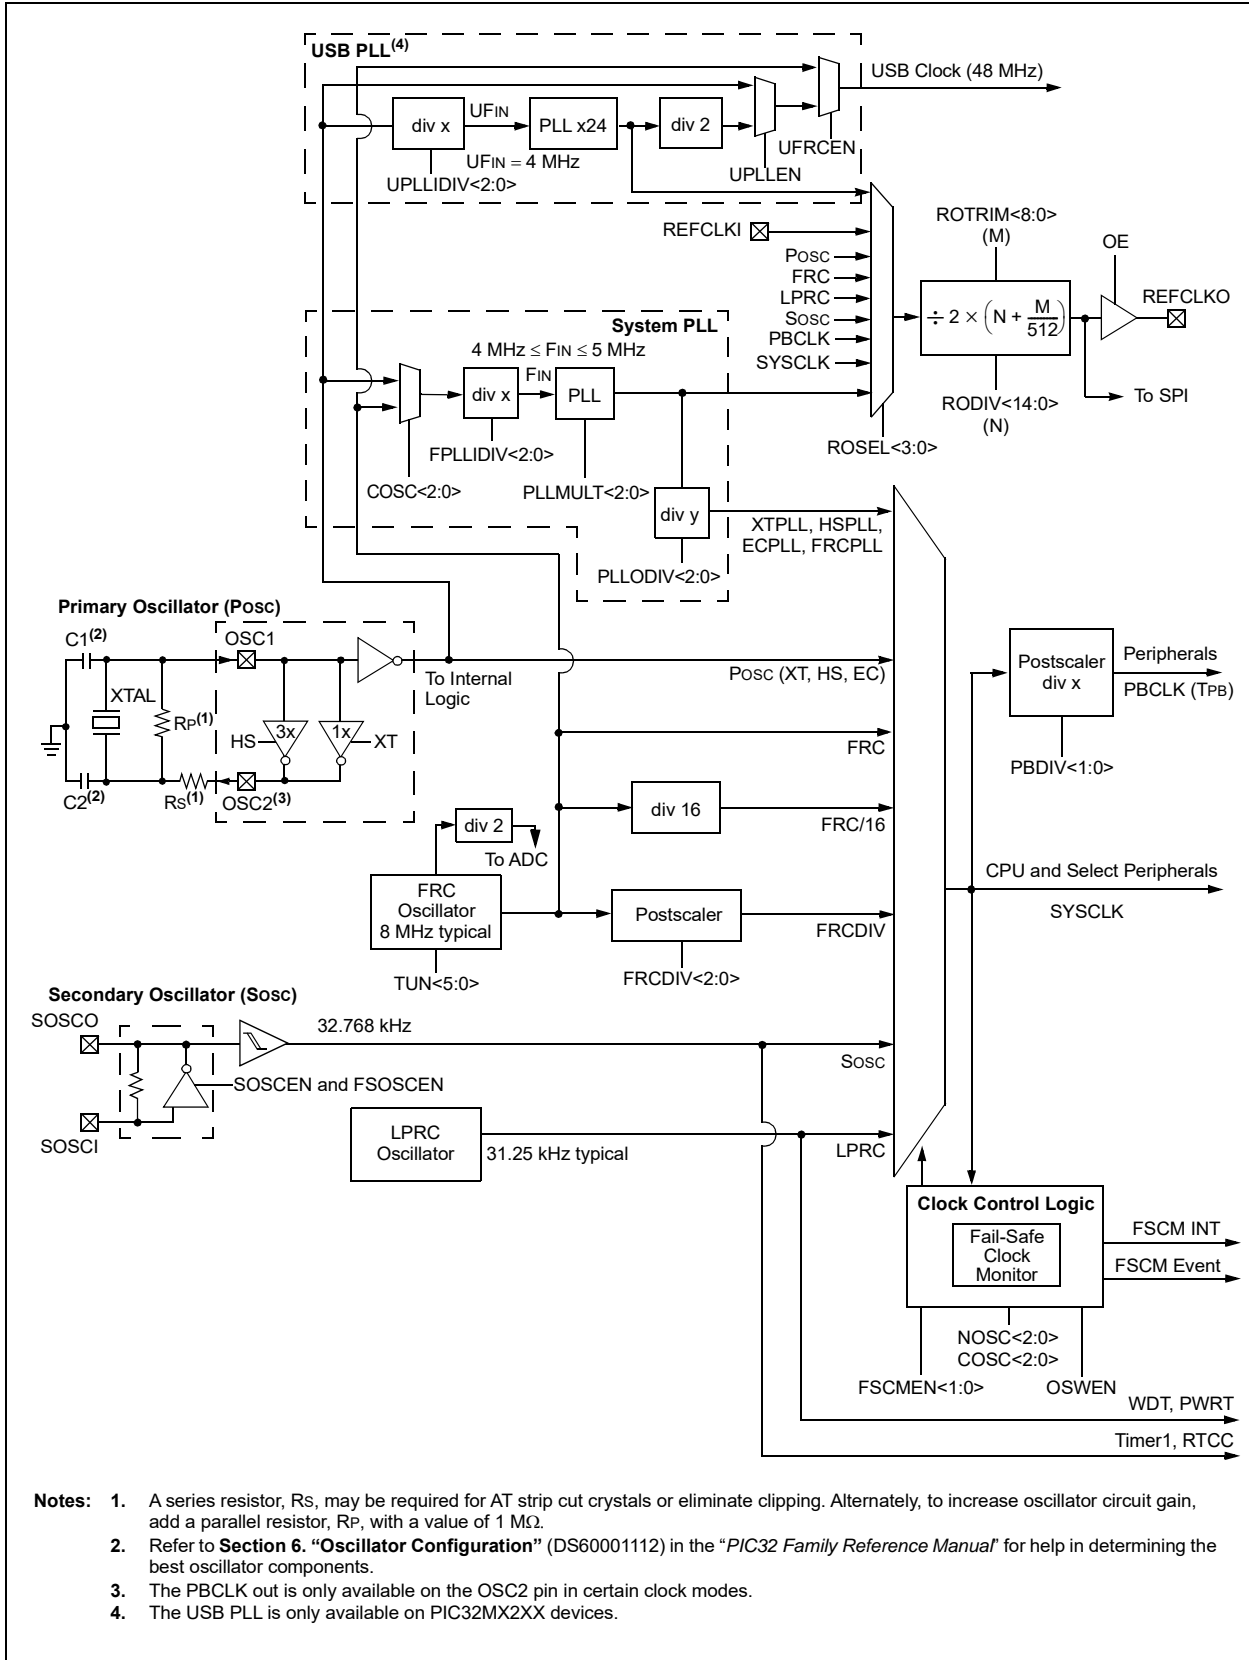 USB PLL(4)
USB Clock (48 MHz)
div x
UFIN
PLL x24
div 2
UFIN = 4 MHz
UFRCEN
UPLLIDIV<2:0>
UPLLEN
REFCLKI
POSC
FRC
LPRC
SOSC
PBCLK
SYSCLK
ROTRIM<8:0>
(M)
OE
REFCLKO
÷ 2 × (N + M/512)
To SPI
RODIV<14:0>
(N)
ROSEL<3:0>
System PLL
4 MHz ≤ FIN ≤ 5 MHz
FIN
div x
PLL
FPLLIDIV<2:0>
COSC<2:0>
PLLMULT<2:0>
div y
XTPLL, HSPLL,
ECPLL, FRCPLL
PLLODIV<2:0>
Primary Oscillator (POSC)
C1(2)
OSC1
XTAL
RP(1)
3x
1x
HS
XT
C2(2)
RS(1)
OSC2(3)
To Internal
Logic
POSC (XT, HS, EC)
Postscaler
div x
Peripherals
PBCLK (TPB)
PBDIV<1:0>
FRC
div 16
FRC/16
div 2
To ADC
FRC
Oscillator
8 MHz typical
TUN<5:0>
Postscaler
FRCDIV
FRCDIV<2:0>
CPU and Select Peripherals
SYSCLK
Secondary Oscillator (SOSC)
SOSCO
32.768 kHz
SOSC
SOSCEN and FSOSCEN
SOSCI
LPRC
Oscillator
31.25 kHz typical
LPRC
Clock Control Logic
Fail-Safe
Clock
Monitor
FSCM INT
FSCM Event
NOSC<2:0>
COSC<2:0>
FSCMEN<1:0>
OSWEN
WDT, PWRT
Timer1, RTCC
Notes: 1. A series resistor, RS, may be required for AT strip cut crystals or eliminate clipping. Alternately, to increase oscillator circuit gain,
add a parallel resistor, RP, with a value of 1 MΩ.
2. Refer to Section 6. “Oscillator Configuration” (DS60001112) in the “PIC32 Family Reference Manual” for help in determining the
best oscillator components.
3. The PBCLK out is only available on the OSC2 pin in certain clock modes.
4. The USB PLL is only available on PIC32MX2XX devices.